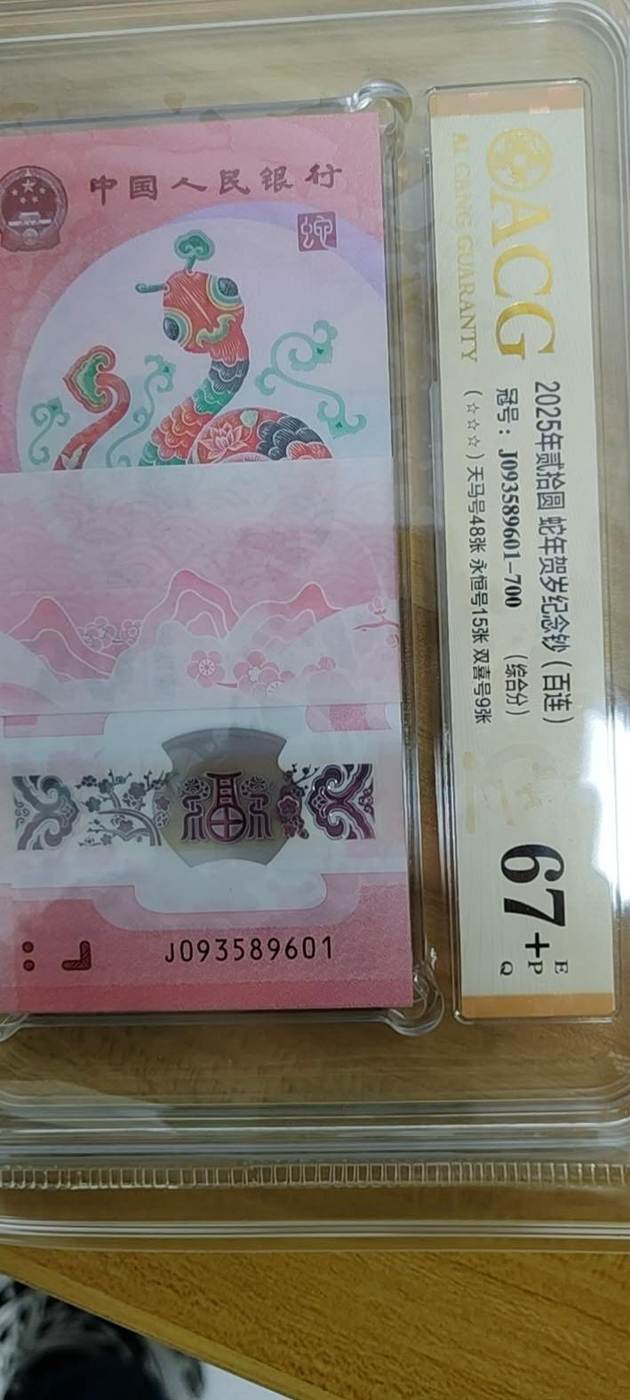 中国人民银行
蛇
J093589601
ACG
AI CANG GUARANTY
2025年贰拾圆 蛇年贺岁纪念钞（百连）
冠号：J093589601-700 （综合分）
（☆☆☆）天马号48张 永恒号15张 双喜号9张
67+
E
P
Q